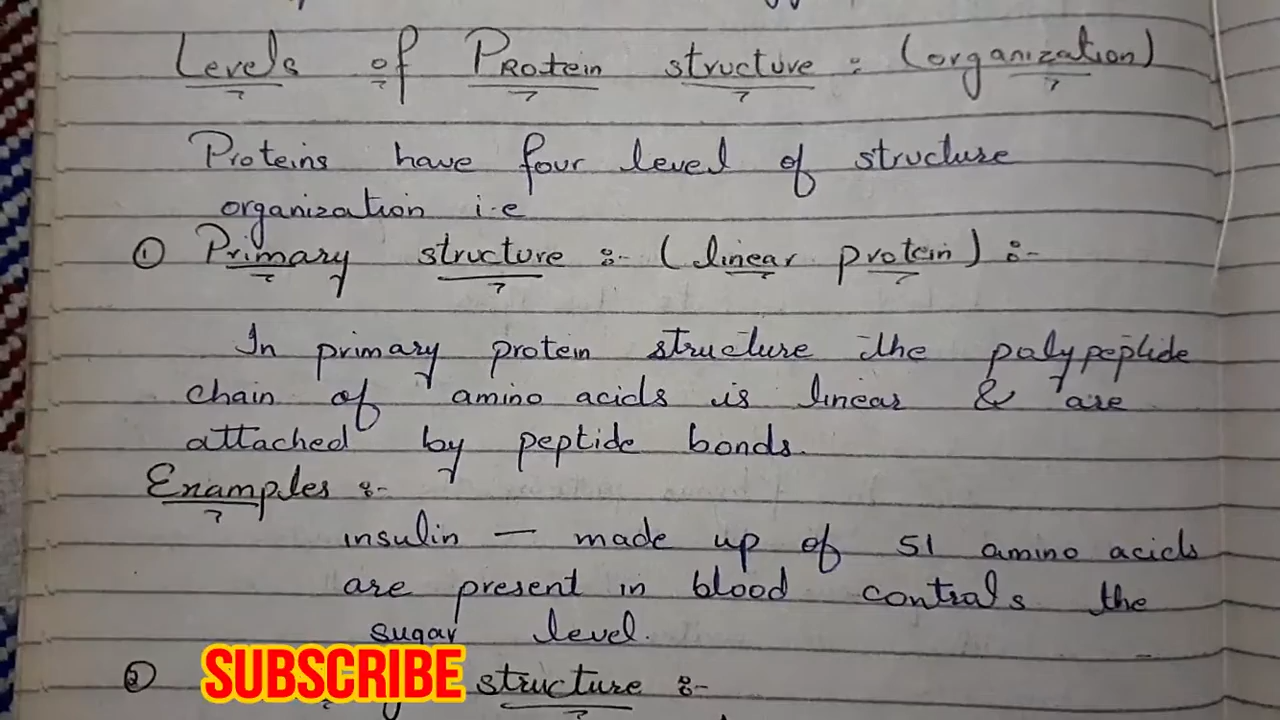 Levels of Protein structure : (organization)
Proteins have four level of structure
organization i.e
① Primary structure :- (linear protein) :-
In primary protein structure the polypeptide
chain of amino acids is linear & are
attached by peptide bonds.
Examples :-
insulin — made up of 51 amino acids
are present in blood contrals the
sugar level.
② SUBSCRIBE structure :-